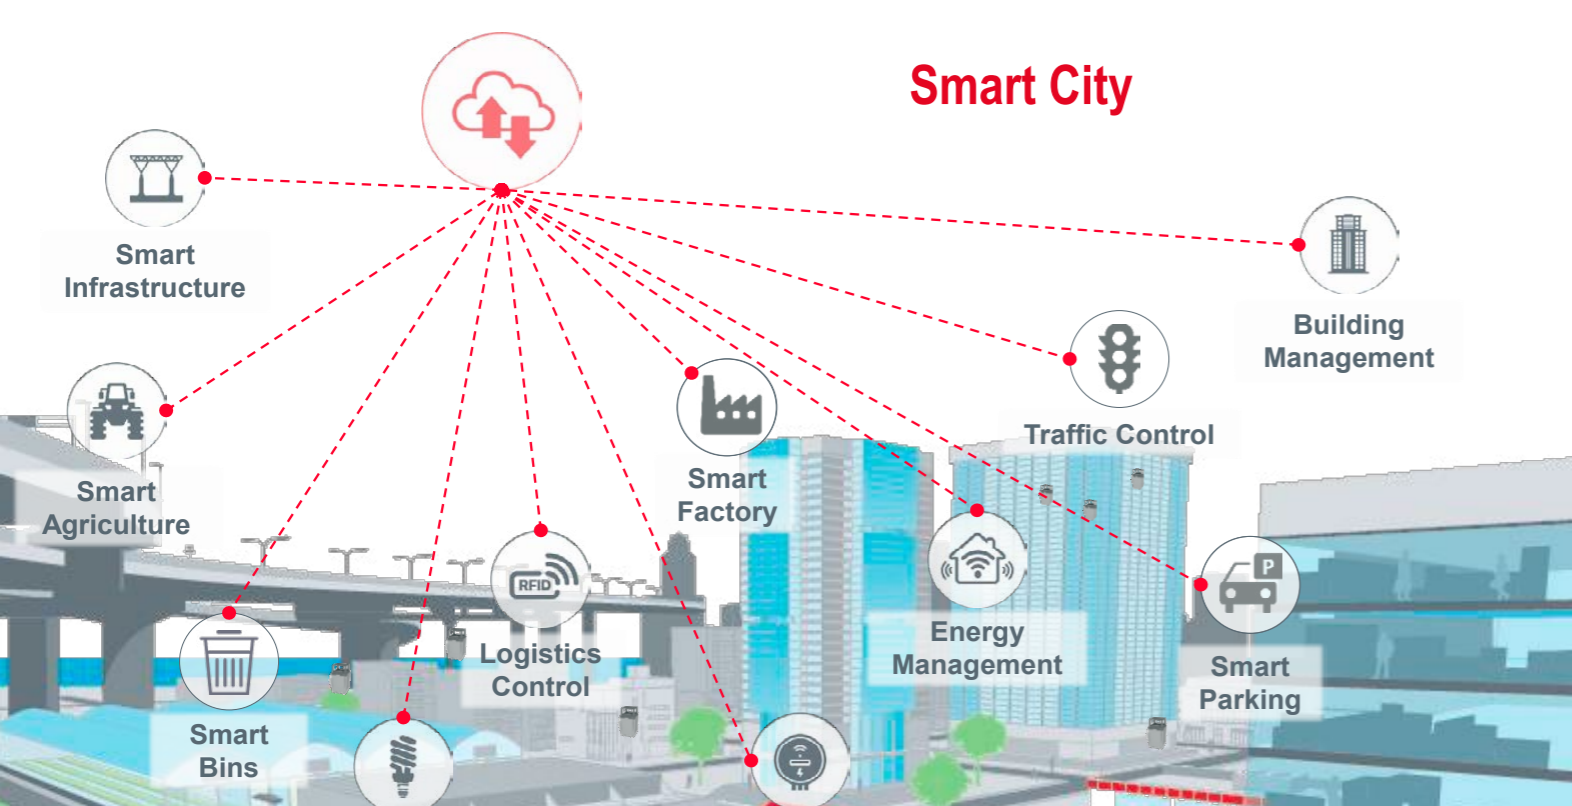 Smart City
Smart
Infrastructure
Building
Management
Traffic Control
Smart
Factory
Smart
Agriculture
RFID
P
Energy
Management
Logistics
Control
Smart
Parking
Smart
Bins